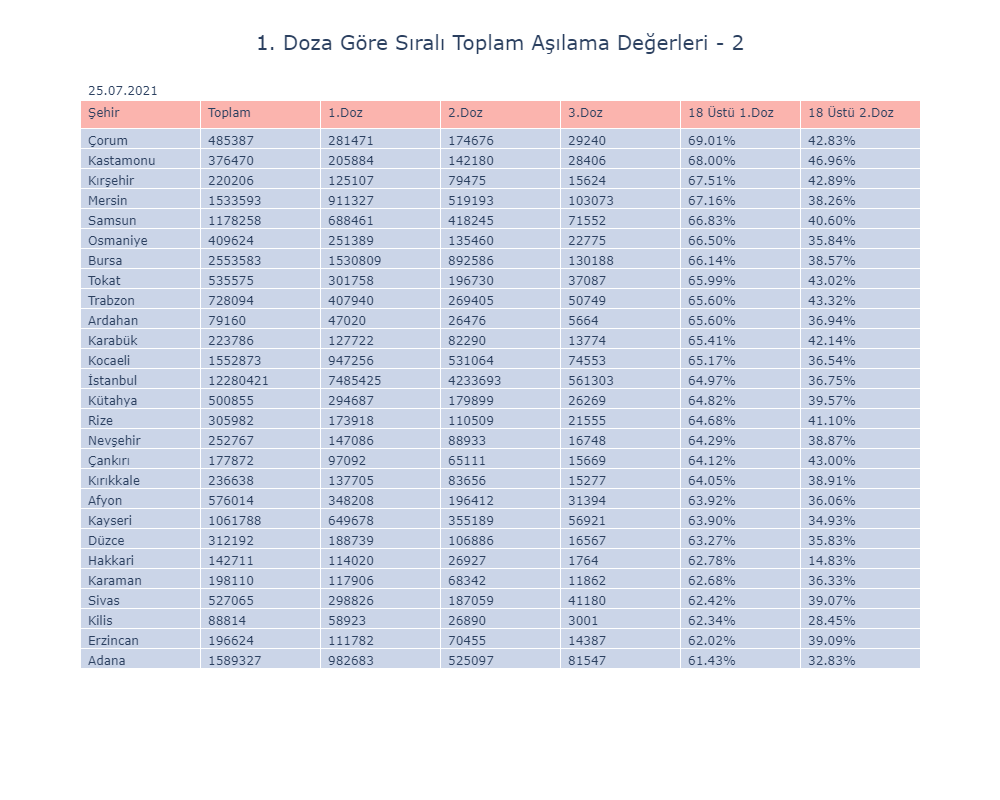 1. Doza Göre Sıralı Toplam Aşılama Değerleri - 2
25.07.2021
Şehir Toplam 1.Doz 2.Doz 3.Doz 18 Üstü 1.Doz 18 Üstü 2.Doz
Çorum 485387 281471 174676 29240 69.01% 42.83%
Kastamonu 376470 205884 142180 28406 68.00% 46.96%
Kırşehir 220206 125107 79475 15624 67.51% 42.89%
Mersin 1533593 911327 519193 103073 67.16% 38.26%
Samsun 1178258 688461 418245 71552 66.83% 40.60%
Osmaniye 409624 251389 135460 22775 66.50% 35.84%
Bursa 2553583 1530809 892586 130188 66.14% 38.57%
Tokat 535575 301758 196730 37087 65.99% 43.02%
Trabzon 728094 407940 269405 50749 65.60% 43.32%
Ardahan 79160 47020 26476 5664 65.60% 36.94%
Karabük 223786 127722 82290 13774 65.41% 42.14%
Kocaeli 1552873 947256 531064 74553 65.17% 36.54%
İstanbul 12280421 7485425 4233693 561303 64.97% 36.75%
Kütahya 500855 294687 179899 26269 64.82% 39.57%
Rize 305982 173918 110509 21555 64.68% 41.10%
Nevşehir 252767 147086 88933 16748 64.29% 38.87%
Çankırı 177872 97092 65111 15669 64.12% 43.00%
Kırıkkale 236638 137705 83656 15277 64.05% 38.91%
Afyon 576014 348208 196412 31394 63.92% 36.06%
Kayseri 1061788 649678 355189 56921 63.90% 34.93%
Düzce 312192 188739 106886 16567 63.27% 35.83%
Hakkari 142711 114020 26927 1764 62.78% 14.83%
Karaman 198110 117906 68342 11862 62.68% 36.33%
Sivas 527065 298826 187059 41180 62.42% 39.07%
Kilis 88814 58923 26890 3001 62.34% 28.45%
Erzincan 196624 111782 70455 14387 62.02% 39.09%
Adana 1589327 982683 525097 81547 61.43% 32.83%